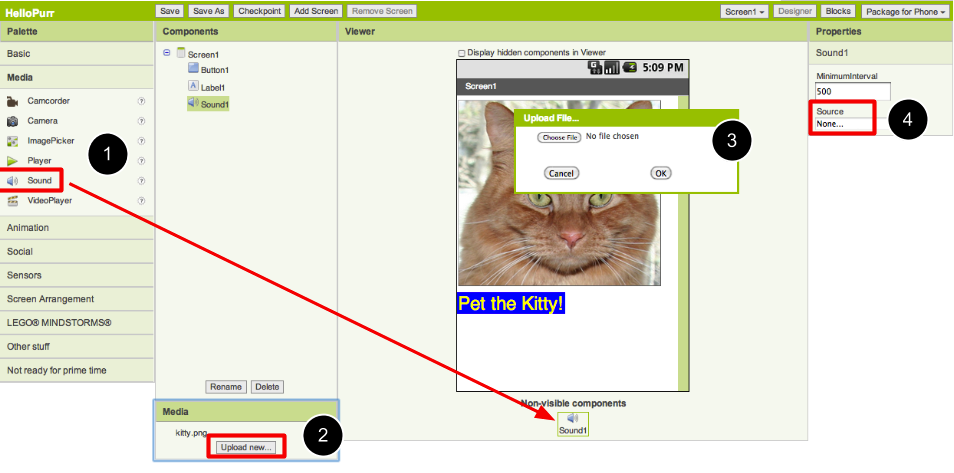 HelloPurr
Save Save As Checkpoint Add Screen Remove Screen Screen1 Designer Blocks Package for Phone
Palette
Basic
Media
Camcorder ?
Camera ?
ImagePicker ?
Player ?
Sound ?
VideoPlayer ?
1
Animation
Social
Sensors
Screen Arrangement
LEGO® MINDSTORMS®
Other stuff
Not ready for prime time
Components
Screen1
Button1
A Label1
Sound1
Rename Delete
Media
kitty.png
Upload new...
2
Viewer
Display hidden components in Viewer
5:09 PM
Screen1
Upload File...
Choose File No file chosen
Cancel OK
3
Pet the Kitty!
Non-visible components
Sound1
Properties
Sound1
MinimumInterval
500
Source
None...
4